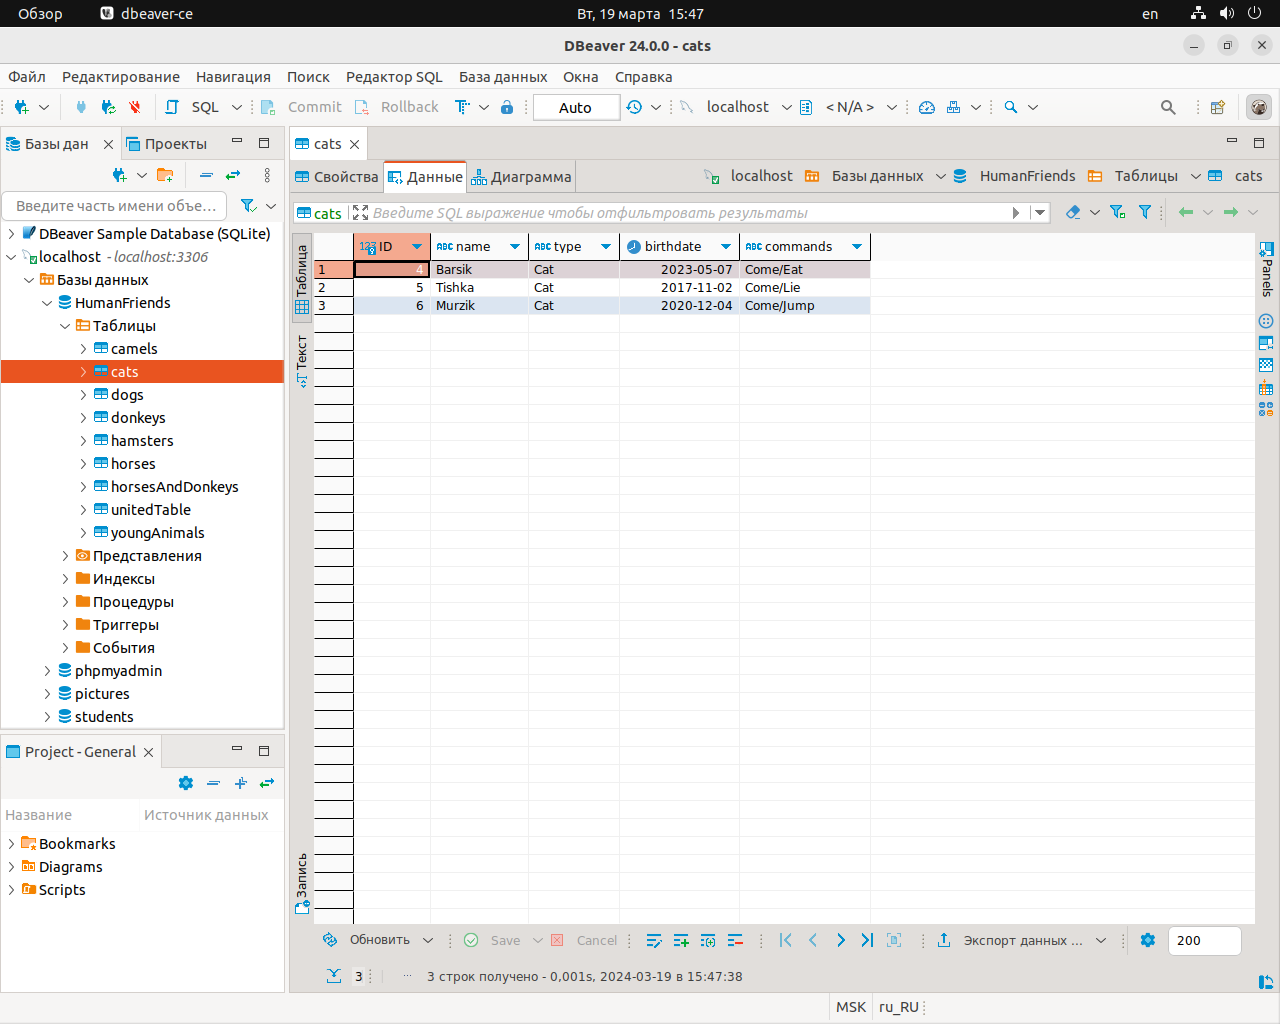 Обзор dbeaver-ce Вт, 19 марта 15:47 en
DBeaver 24.0.0 - cats
Файл Редактирование Навигация Поиск Редактор SQL База данных Окна Справка
SQL Commit Rollback Auto localhost < N/A >
Базы дан Проекты
Введите часть имени объе...
DBeaver Sample Database (SQLite)
localhost - localhost:3306
Базы данных
HumanFriends
Таблицы
camels
cats
dogs
donkeys
hamsters
horses
horsesAndDonkeys
unitedTable
youngAnimals
Представления
Индексы
Процедуры
Триггеры
События
phpmyadmin
pictures
students
Project - General
Название Источник данных
Bookmarks
Diagrams
Scripts
cats
Свойства Данные Диаграмма localhost Базы данных HumanFriends Таблицы cats
cats Введите SQL выражение чтобы отфильтровать результаты
Таблица
Текст
Запись
123 ID ABC name ABC type birthdate ABC commands
1 4 Barsik Cat 2023-05-07 Come/Eat
2 5 Tishka Cat 2017-11-02 Come/Lie
3 6 Murzik Cat 2020-12-04 Come/Jump
Panels
Обновить Save Cancel Экспорт данных ... 200
3 ... 3 строк получено - 0,001s, 2024-03-19 в 15:47:38
MSK ru_RU